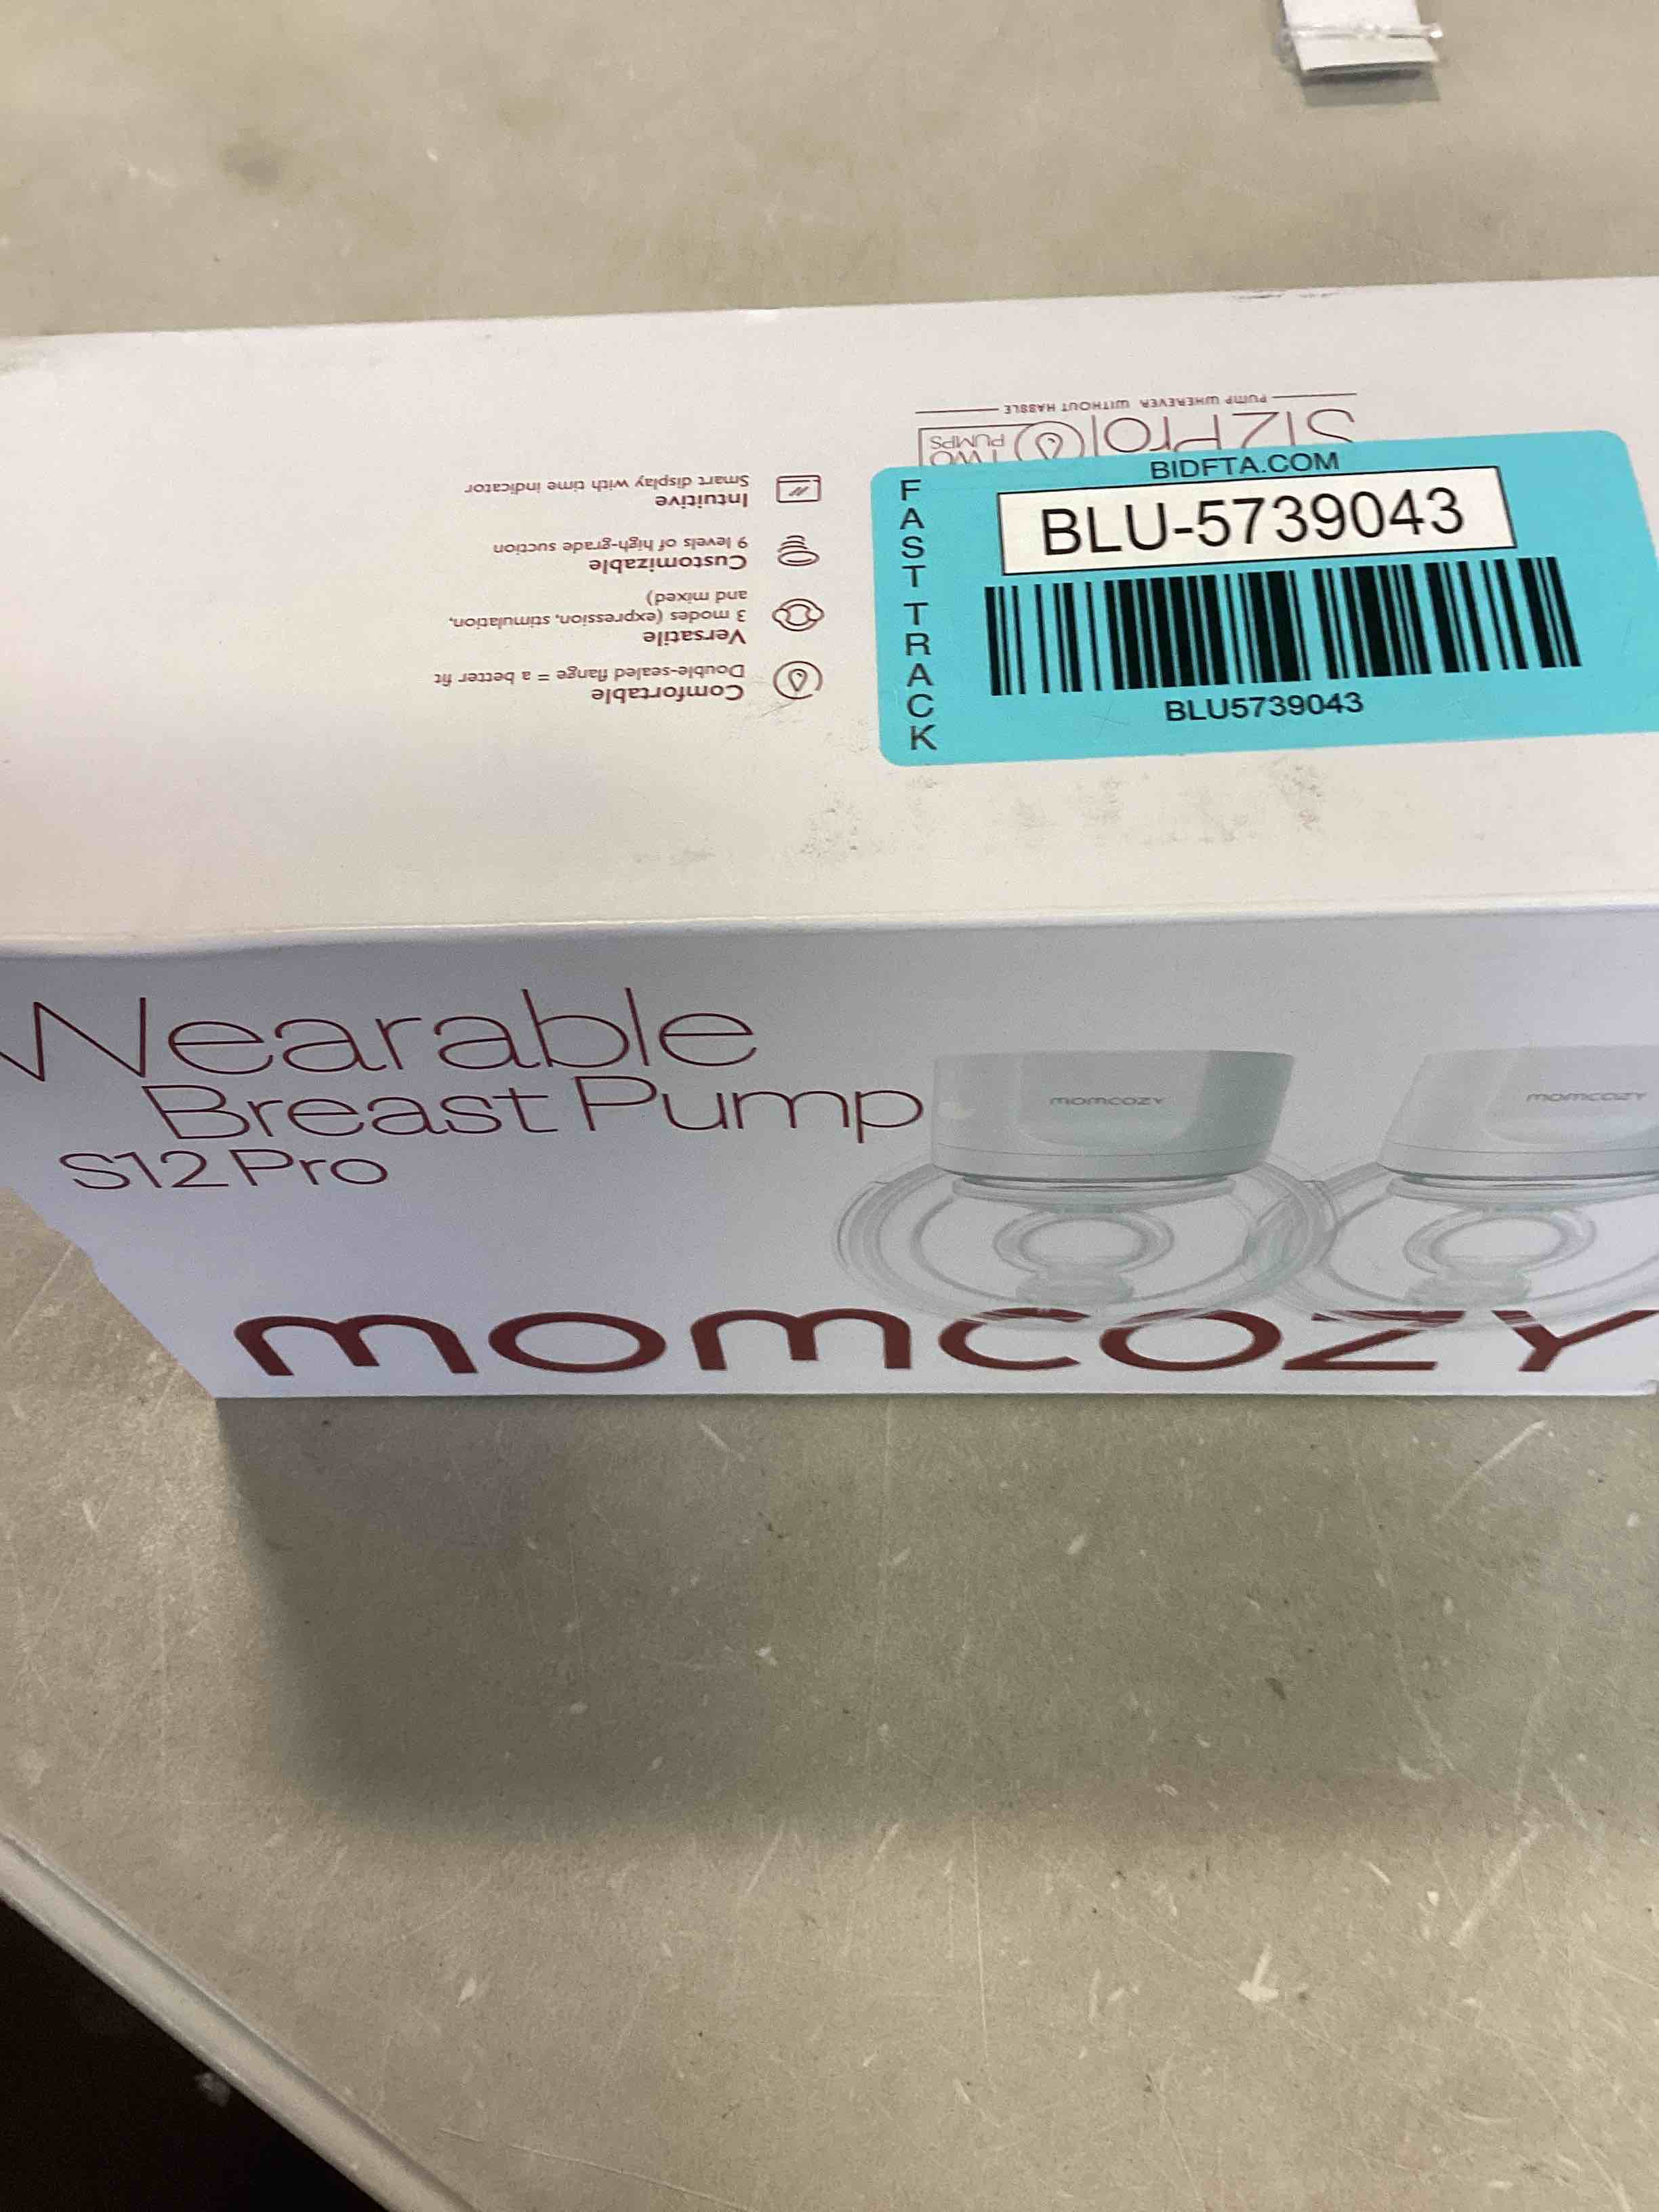 S12 Pro
TWO
PUMPS
PUMP WHEREVER WITHOUT HASSLE
Comfortable
Double-sealed flange = a better fit
Versatile
3 modes (expression, stimulation,
and mixed)
Customizable
9 levels of high-grade suction
Intuitive
Smart display with time indicator
FAST TRACK
BIDFTA.COM
BLU-5739043
BLU5739043
Wearable
Breast Pump
S12 Pro
momcozy
momcozy
momcozy